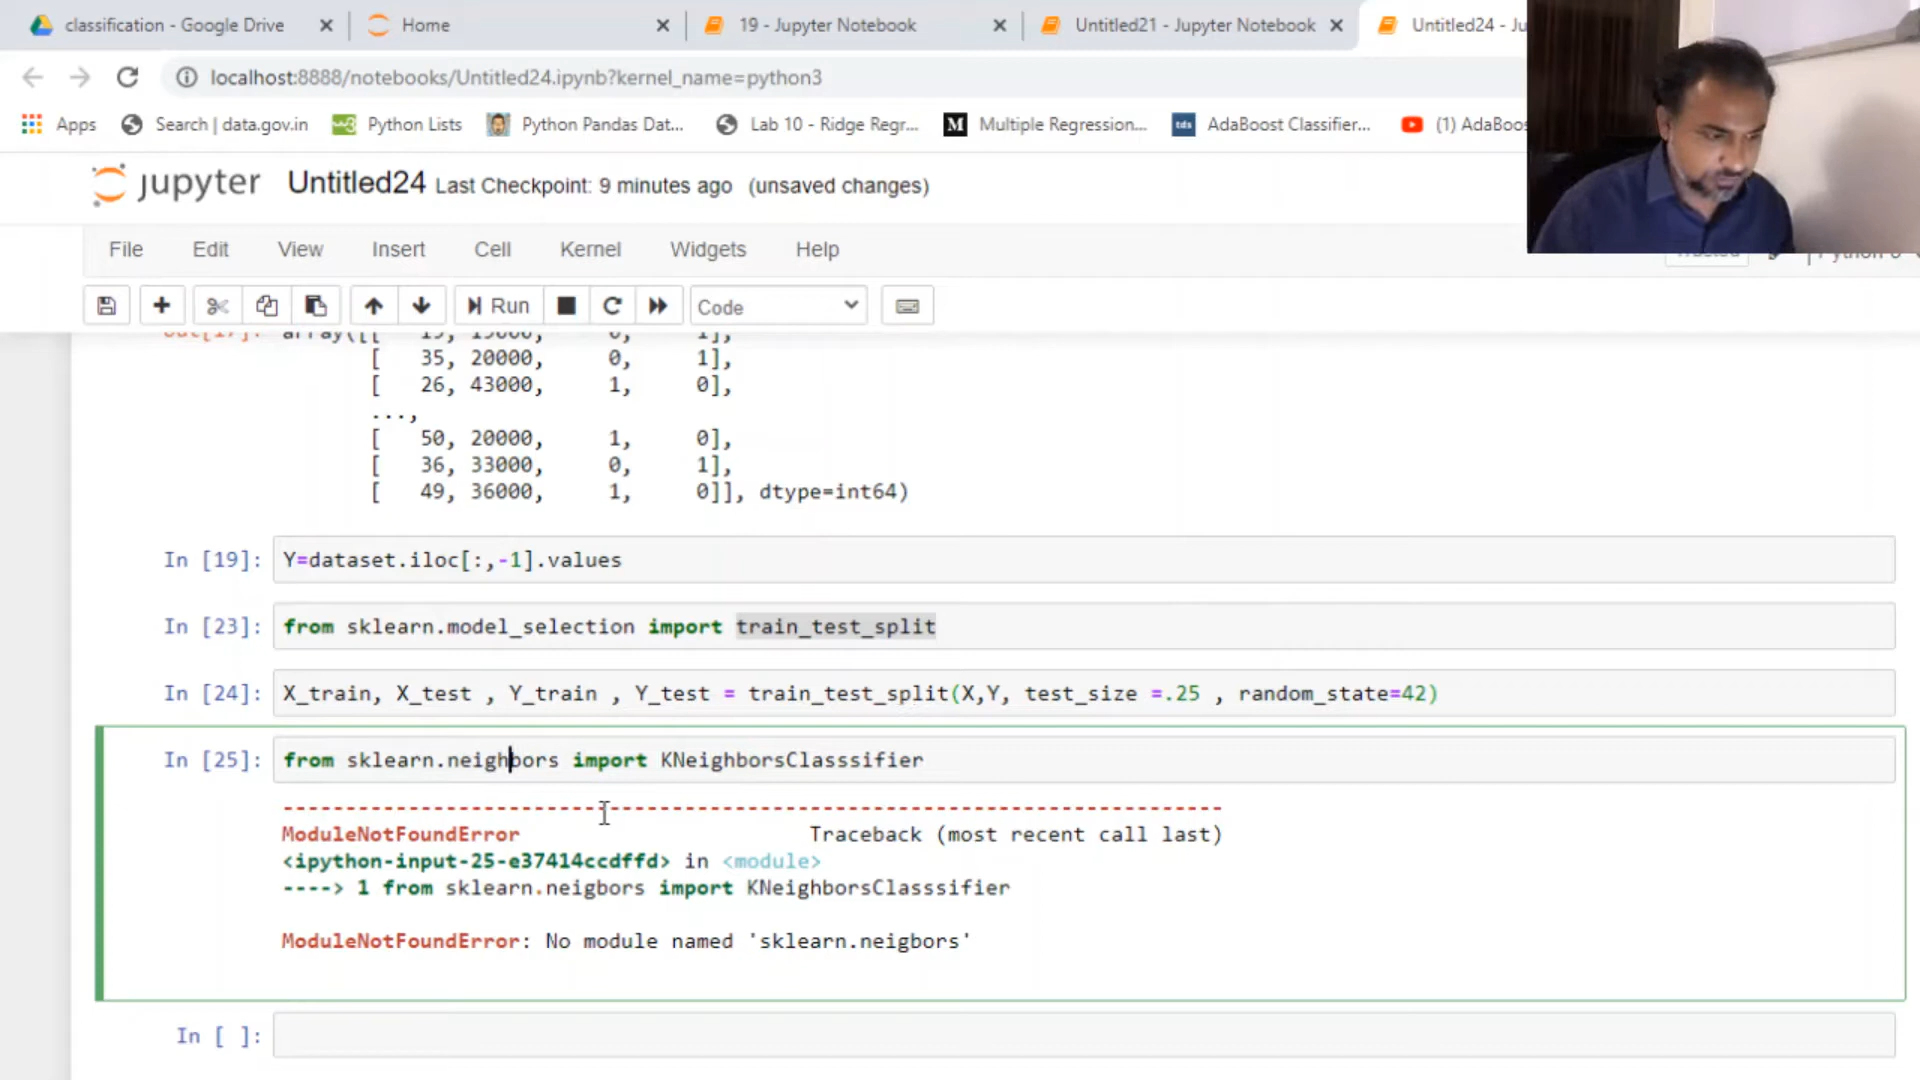 classification - Google Drive
Home
19 - Jupyter Notebook
Untitled21 - Jupyter Notebook
Untitled24 - Ju
localhost:8888/notebooks/Untitled24.ipynb?kernel_name=python3
Apps
Search | data.gov.in
Python Lists
Python Pandas Dat...
Lab 10 - Ridge Regr...
Multiple Regression...
AdaBoost Classifier...
(1) AdaBoos
jupyter Untitled24 Last Checkpoint: 9 minutes ago (unsaved changes)
File Edit View Insert Cell Kernel Widgets Help
Run Code
[ 35, 20000, 0, 1],
[ 26, 43000, 1, 0],
...,
[ 50, 20000, 1, 0],
[ 36, 33000, 0, 1],
[ 49, 36000, 1, 0]], dtype=int64)
In [19]: Y=dataset.iloc[:,-1].values
In [23]: from sklearn.model_selection import train_test_split
In [24]: X_train, X_test , Y_train , Y_test = train_test_split(X,Y, test_size =.25 , random_state=42)
In [25]: from sklearn.neighbors import KNeighborsClasssifier
---------------------------------------------------------------------------
ModuleNotFoundError Traceback (most recent call last)
<ipython-input-25-e37414ccdffd> in <module>
----> 1 from sklearn.neigbors import KNeighborsClasssifier
ModuleNotFoundError: No module named 'sklearn.neigbors'
In [ ]: